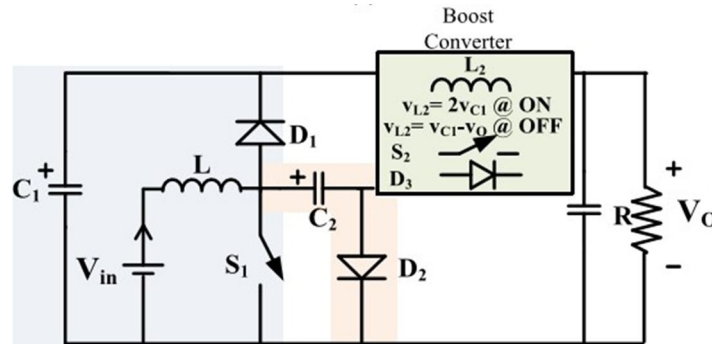 Boost
Converter
L2
vL2= 2vC1 @ ON
vL2= vC1-vO @ OFF
S2
D3
D1
L
+
C1
+
C2
Vin
S1
D2
R
+
VO
−